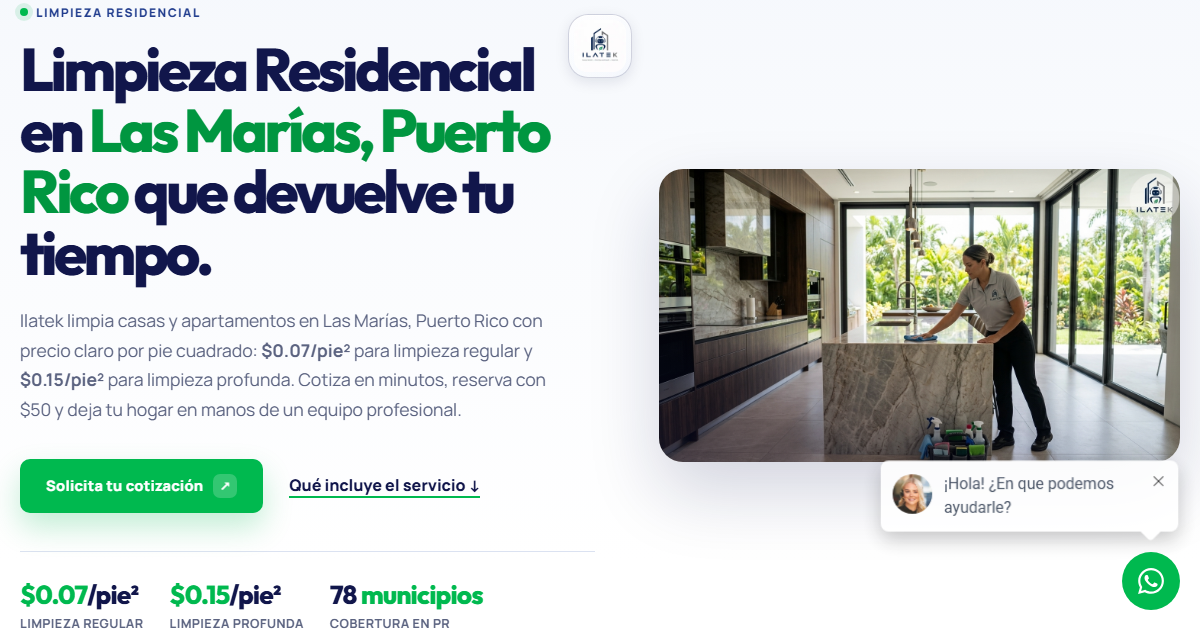 LIMPIEZA RESIDENCIAL
ILATEK
Limpieza Residencial
en Las Marías, Puerto
Rico que devuelve tu
tiempo.
ILATEK
Ilatek limpia casas y apartamentos en Las Marías, Puerto Rico con
precio claro por pie cuadrado: $0.07/pie² para limpieza regular y
$0.15/pie² para limpieza profunda. Cotiza en minutos, reserva con
$50 y deja tu hogar en manos de un equipo profesional.
Solicita tu cotización ↗
Qué incluye el servicio ↓
¡Hola! ¿En que podemos
ayudarle?
$0.07/pie² $0.15/pie² 78 municipios
LIMPIEZA REGULAR LIMPIEZA PROFUNDA COBERTURA EN PR